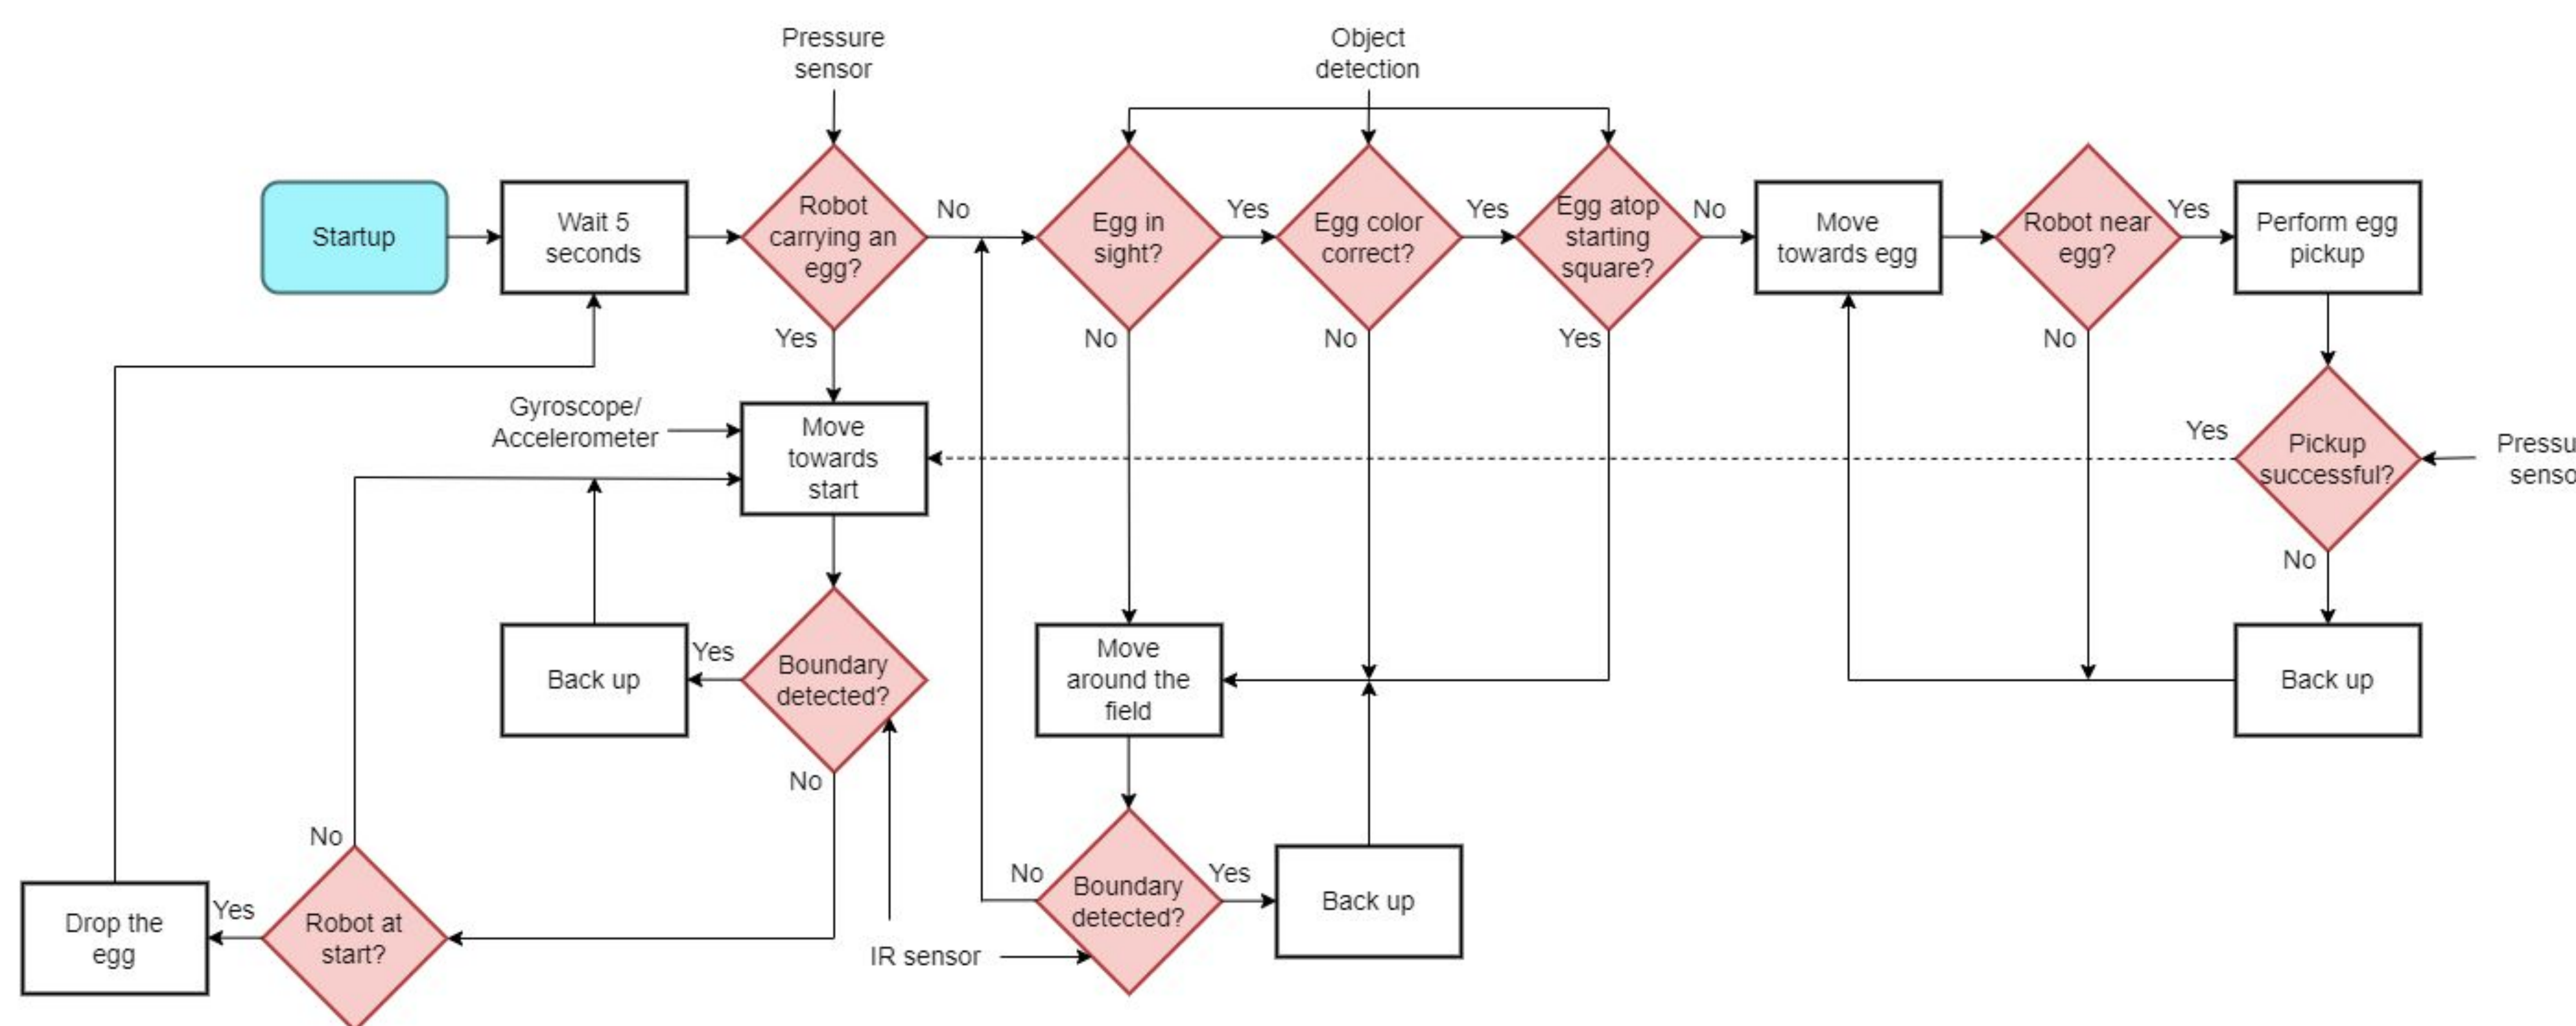 Pressure
sensor
Object
detection
Startup
Wait 5
seconds
Robot
carrying an
egg?
No
Egg in
sight?
Yes
Egg color
correct?
Yes
Egg atop
starting
square?
No
Move
towards egg
Robot near
egg?
Yes
Perform egg
pickup
Yes
No
No
Yes
No
Gyroscope/
Accelerometer
Move
towards
start
Yes
Pickup
successful?
Pressu
senso
No
Back up
Yes
Boundary
detected?
Move
around the
field
Back up
No
No
Drop the
egg
Yes
Robot at
start?
IR sensor
No
Boundary
detected?
Yes
Back up